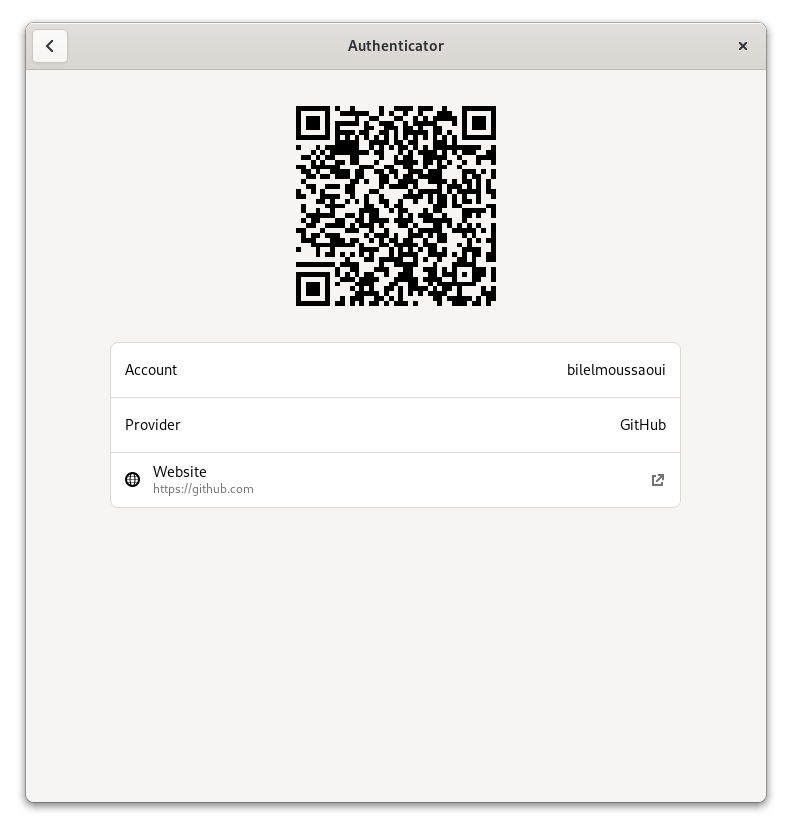 Authenticator
Account
bilelmoussaoui
Provider
GitHub
Website
https://github.com